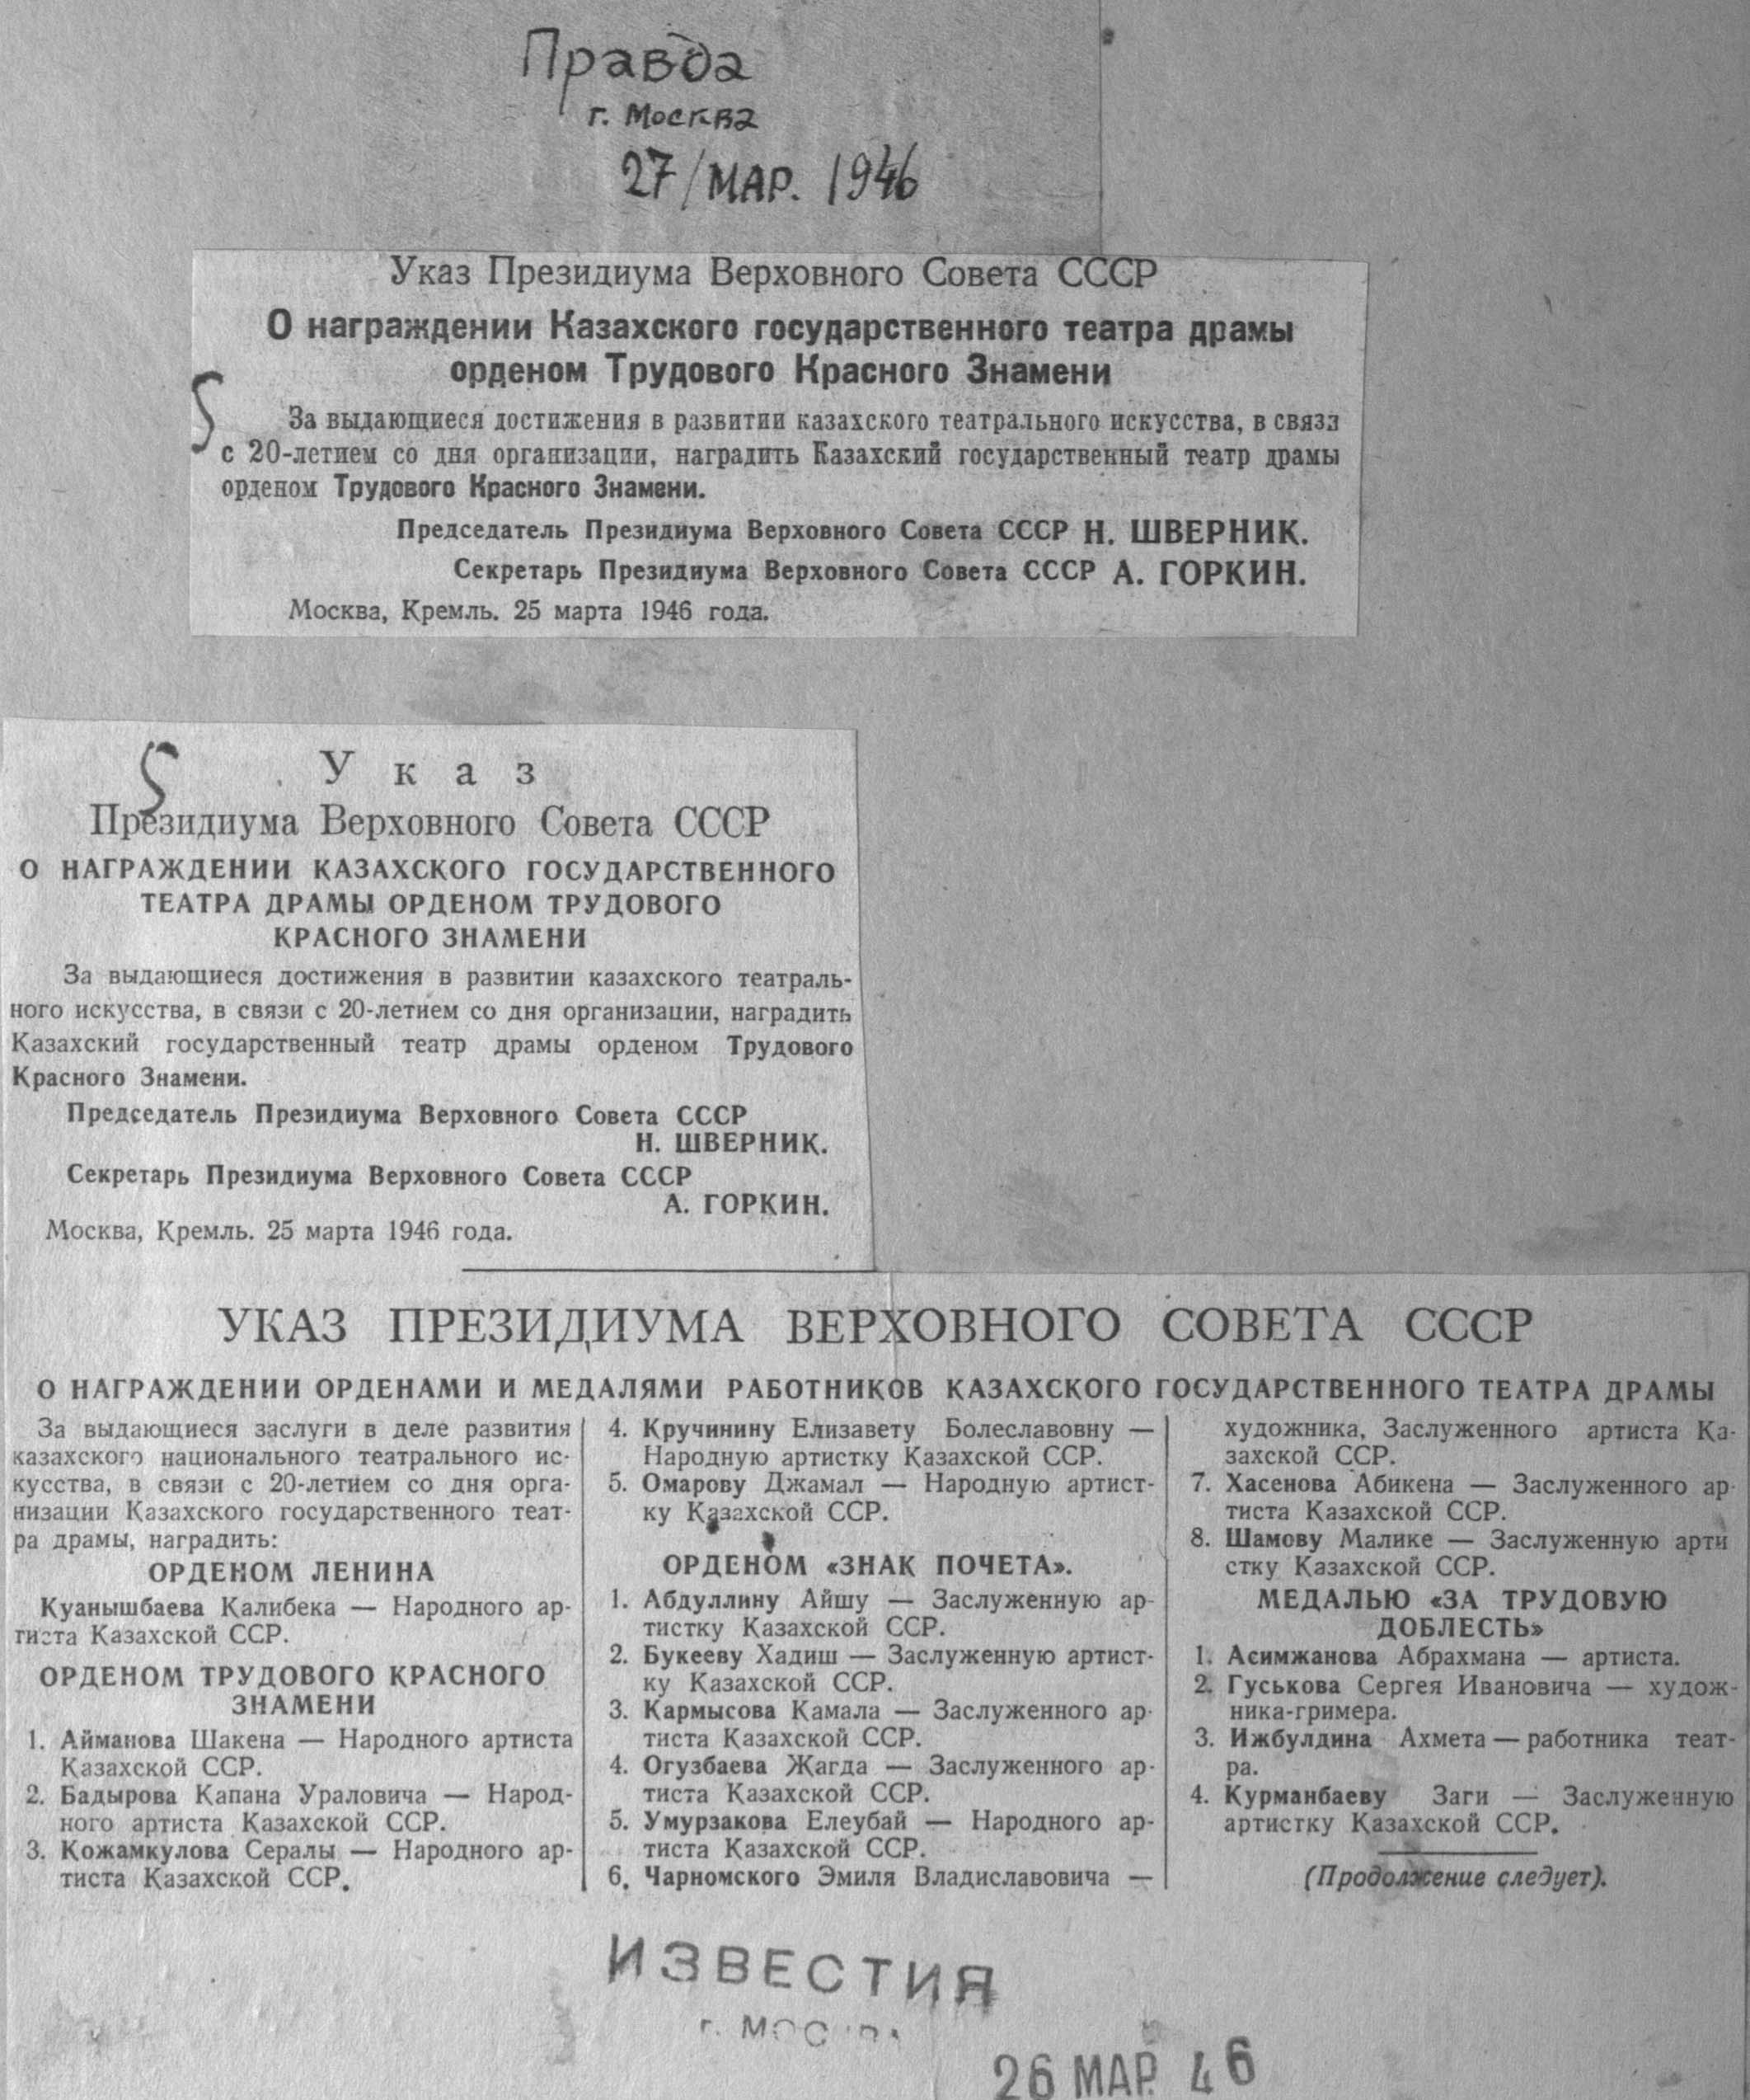 Правда
г. Москва
27/МАР. 1946
Указ Президиума Верховного Совета СССР
О награждении Казахского государственного театра драмы
орденом Трудового Красного Знамени
За выдающиеся достижения в развитии казахского театрального искусства, в связи
с 20-летием со дня организации, наградить Казахский государственный театр драмы
орденом Трудового Красного Знамени.
Председатель Президиума Верховного Совета СССР Н. ШВЕРНИК.
Секретарь Президиума Верховного Совета СССР А. ГОРКИН.
Москва, Кремль. 25 марта 1946 года.
Указ
Президиума Верховного Совета СССР
О НАГРАЖДЕНИИ КАЗАХСКОГО ГОСУДАРСТВЕННОГО
ТЕАТРА ДРАМЫ ОРДЕНОМ ТРУДОВОГО
КРАСНОГО ЗНАМЕНИ
За выдающиеся достижения в развитии казахского театраль-
ного искусства, в связи с 20-летием со дня организации, наградить
Казахский государственный театр драмы орденом Трудового
Красного Знамени.
Председатель Президиума Верховного Совета СССР
Н. ШВЕРНИК.
Секретарь Президиума Верховного Совета СССР
А. ГОРКИН.
Москва, Кремль. 25 марта 1946 года.
УКАЗ ПРЕЗИДИУМА ВЕРХОВНОГО СОВЕТА СССР
О НАГРАЖДЕНИИ ОРДЕНАМИ И МЕДАЛЯМИ РАБОТНИКОВ КАЗАХСКОГО ГОСУДАРСТВЕННОГО ТЕАТРА ДРАМЫ
За выдающиеся заслуги в деле развития
казахского национального театрального ис-
кусства, в связи с 20-летием со дня орга-
низации Казахского государственного теат-
ра драмы, наградить:
ОРДЕНОМ ЛЕНИНА
Куанышбаева Калибека — Народного ар-
тиста Казахской ССР.
ОРДЕНОМ ТРУДОВОГО КРАСНОГО
ЗНАМЕНИ
1. Айманова Шакена — Народного артиста
Казахской ССР.
2. Бадырова Капана Ураловича — Народ-
ного артиста Казахской ССР.
3. Кожамкулова Сералы — Народного ар-
тиста Казахской ССР.
4. Кручинину Елизавету Болеславовну —
Народную артистку Казахской ССР.
5. Омарову Джамал — Народную артист-
ку Казахской ССР.
ОРДЕНОМ «ЗНАК ПОЧЕТА».
1. Абдуллину Айшу — Заслуженную ар-
тистку Казахской ССР.
2. Букееву Хадиш — Заслуженную артист-
ку Казахской ССР.
3. Кармысова Камала — Заслуженного ар-
тиста Казахской ССР.
4. Огузбаева Жагда — Заслуженного ар-
тиста Казахской ССР.
5. Умурзакова Елеубай — Народного ар-
тиста Казахской ССР.
6. Чарномского Эмиля Владиславовича —
художника, Заслуженного артиста Ка-
захской ССР.
7. Хасенова Абикена — Заслуженного ар-
тиста Казахской ССР.
8. Шамову Малике — Заслуженную арти
стку Казахской ССР.
МЕДАЛЬЮ «ЗА ТРУДОВУЮ
ДОБЛЕСТЬ»
1. Асимжанова Абрахмана — артиста.
2. Гуськова Сергея Ивановича — худож-
ника-гримера.
3. Ижбулдина Ахмета — работника теат-
ра.
4. Курманбаеву Заги — Заслуженную
артистку Казахской ССР.
(Продолжение следует).
ИЗВЕСТИЯ
г.
26 МАР. 46